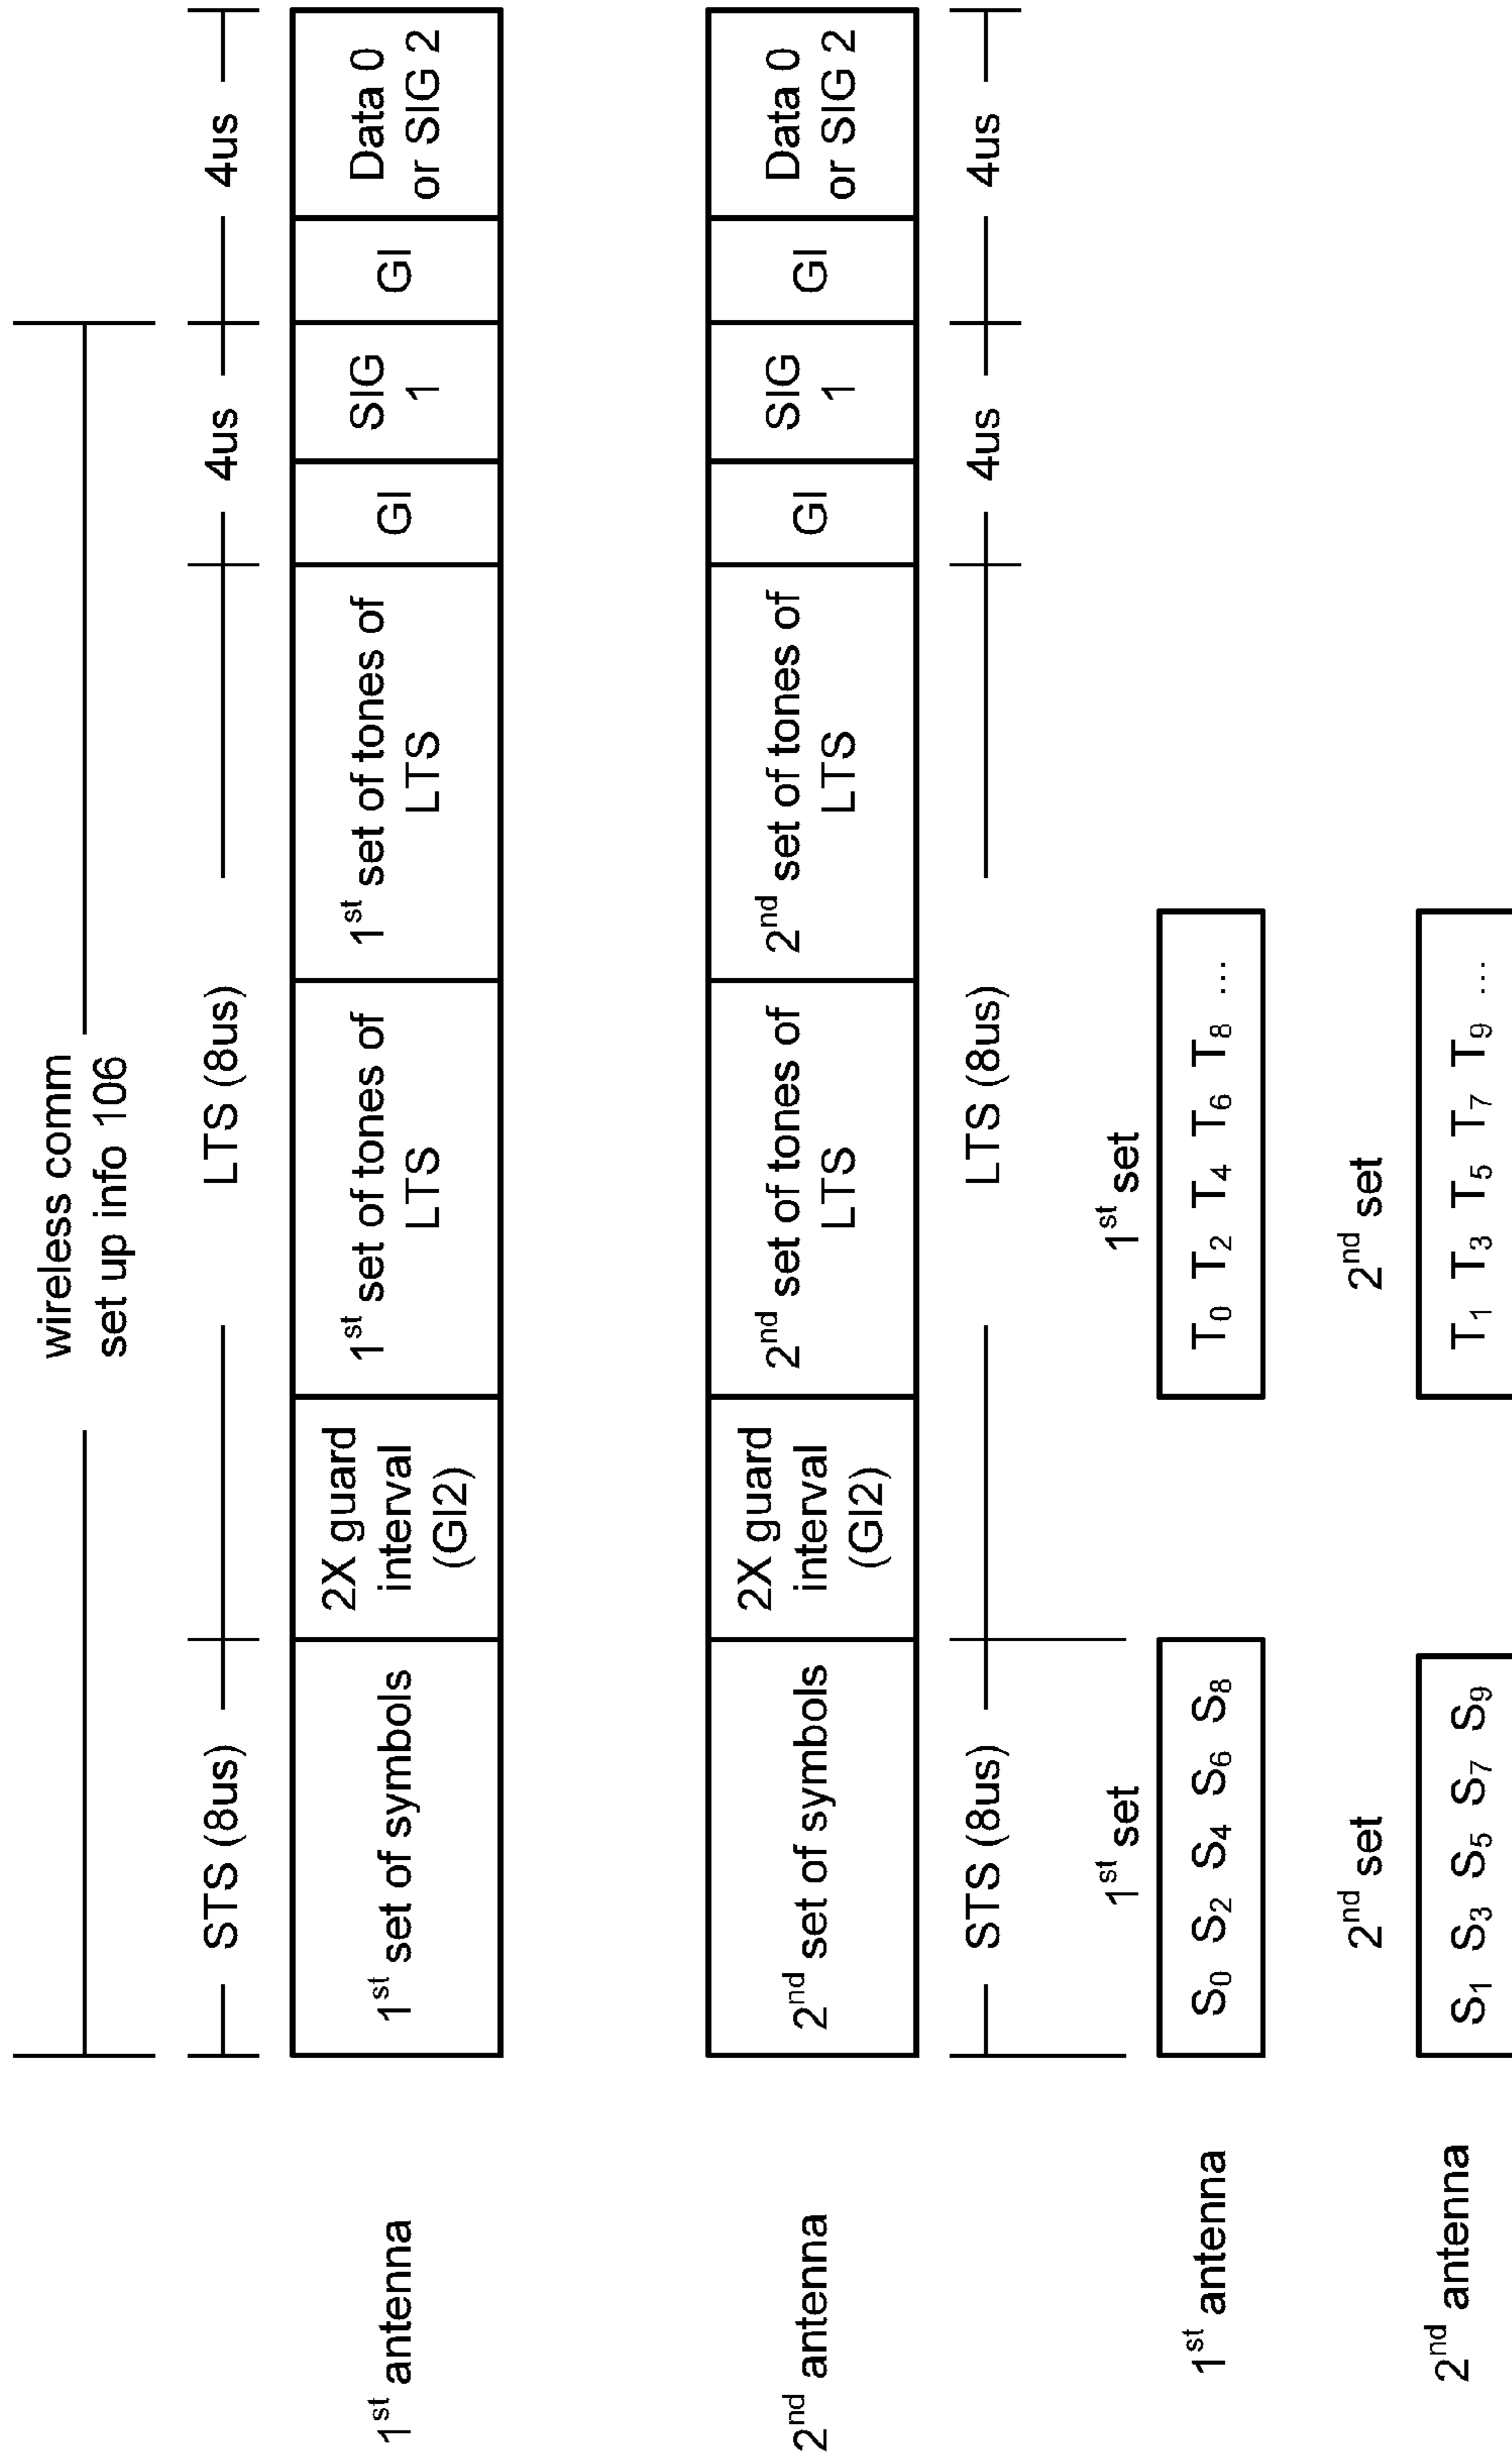 wireless comm
set up info 106
STS (8us)
LTS (8us)
4us
4us
1st antenna
1st set of symbols
2X guard
interval
(GI2)
1st set of tones of
LTS
1st set of tones of
LTS
GI
SIG
1
GI
Data 0
or SIG 2
2nd antenna
2nd set of symbols
2X guard
interval
(GI2)
2nd set of tones of
LTS
2nd set of tones of
LTS
GI
SIG
1
GI
Data 0
or SIG 2
STS (8us)
LTS (8us)
4us
4us
1st set
1st set
1st antenna
S0 S2 S4 S6 S8
T0 T2 T4 T6 T8 ...
2nd set
2nd set
2nd antenna
S1 S3 S5 S7 S9
T1 T3 T5 T7 T9 ...